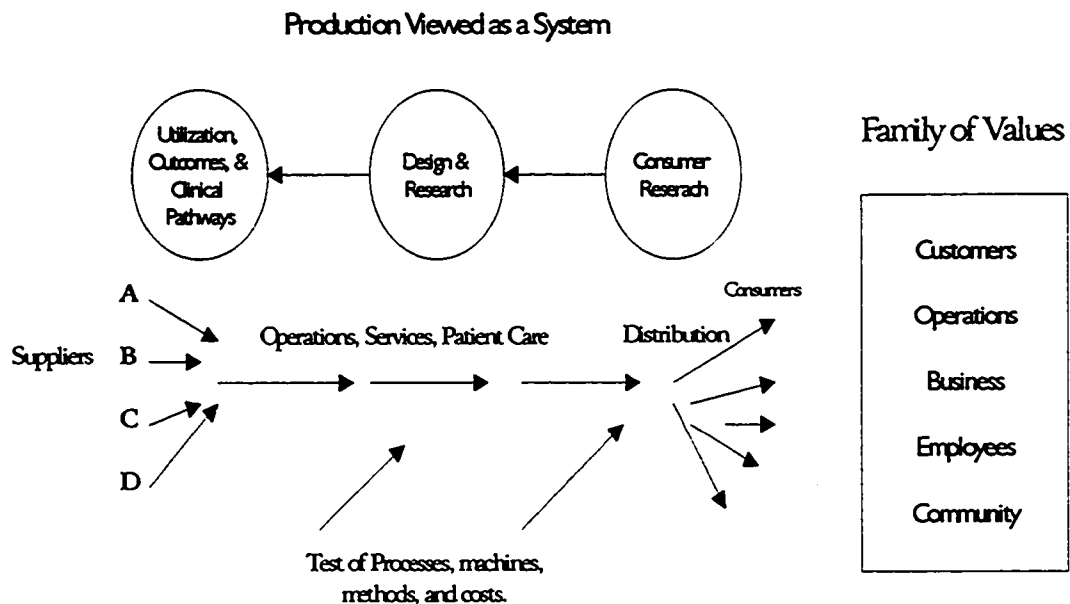 Production Viewed as a System
Utilization,
Outcomes, &
Clinical
Pathways
Design &
Research
Consumer
Reserach
Family of Values
Customers
Operations
Business
Employees
Community
Suppliers
A
B
C
D
Operations, Services, Patient Care
Distribution
Consumers
Test of Processes, machines,
methods, and costs.